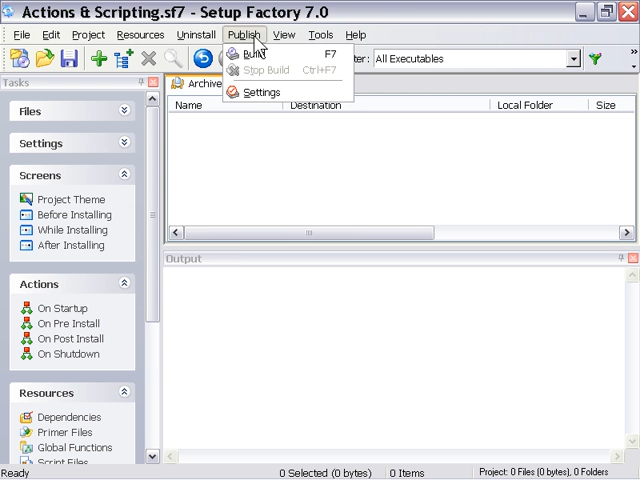 Actions & Scripting.sf7 - Setup Factory 7.0
File Edit Project Resources Uninstall Publish View Tools Help
Build F7
Stop Build Ctrl+F7
Settings
All Executables
Tasks
Files
Settings
Screens
Project Theme
Before Installing
While Installing
After Installing
Actions
On Startup
On Pre Install
On Post Install
On Shutdown
Resources
Dependencies
Primer Files
Global Functions
Script Files
Archive
Name Destination Local Folder Size
Output
Ready 0 Selected (0 bytes) 0 Items Project: 0 Files (0 bytes), 0 Folders